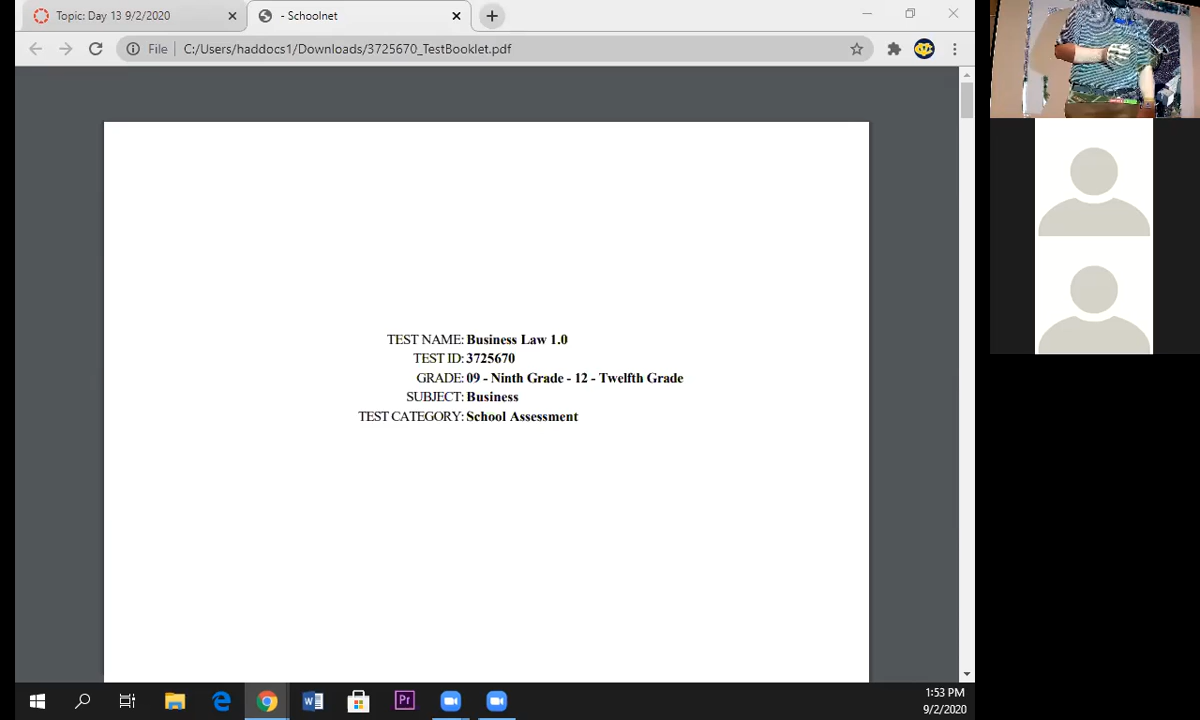 Topic: Day 13 9/2/2020
- Schoolnet
File
C:/Users/haddocs1/Downloads/3725670_TestBooklet.pdf
TEST NAME: Business Law 1.0
TEST ID: 3725670
GRADE: 09 - Ninth Grade - 12 - Twelfth Grade
SUBJECT: Business
TEST CATEGORY: School Assessment
Pr
1:53 PM
9/2/2020